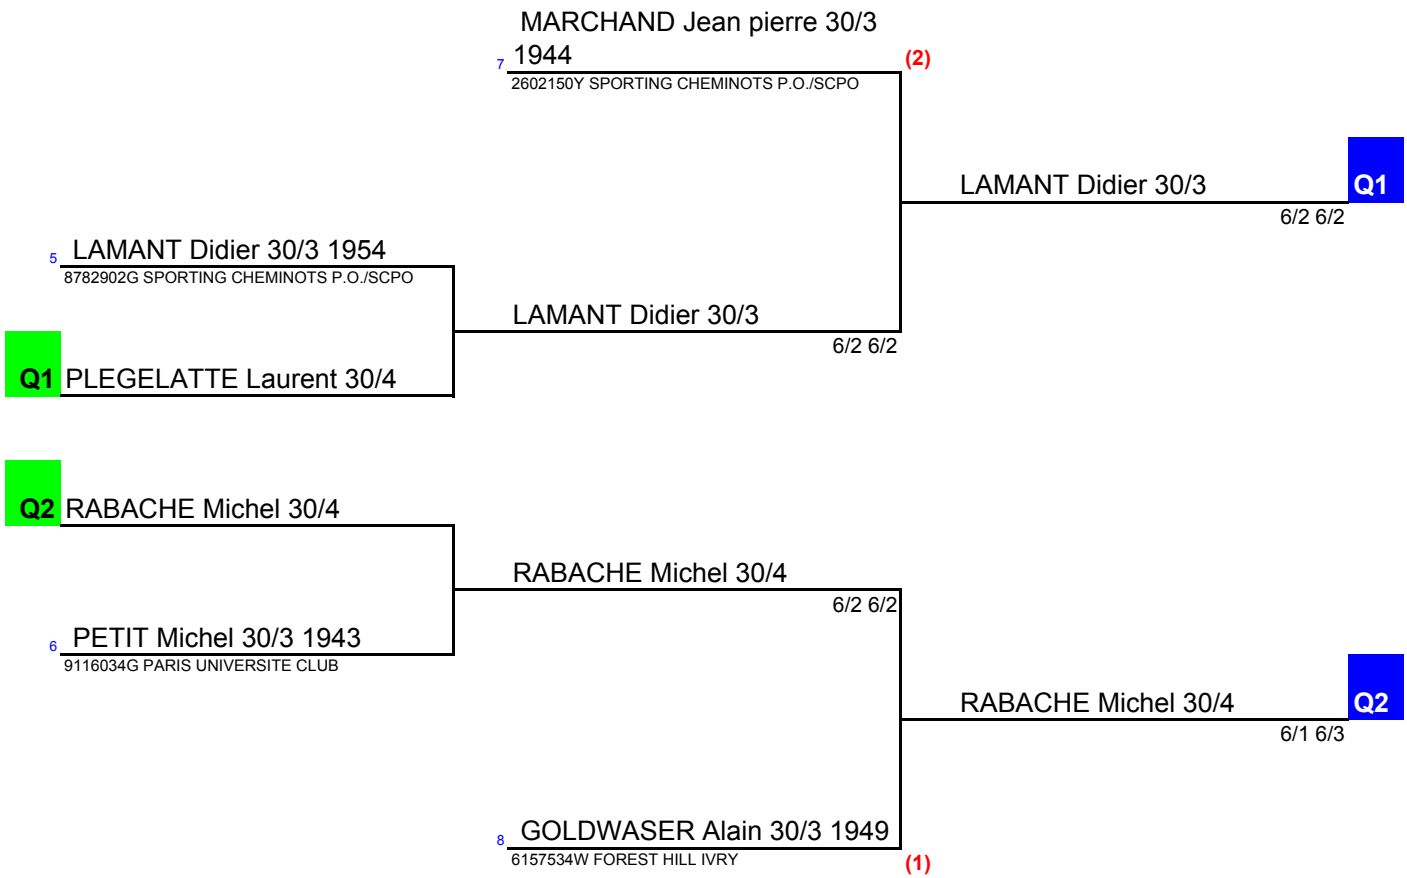 MARCHAND Jean pierre 30/3
7 1944 (2)
2602150Y SPORTING CHEMINOTS P.O./SCPO
LAMANT Didier 30/3 Q1
6/2 6/2
5 LAMANT Didier 30/3 1954
8782902G SPORTING CHEMINOTS P.O./SCPO
LAMANT Didier 30/3
6/2 6/2
Q1 PLEGELATTE Laurent 30/4
Q2 RABACHE Michel 30/4
RABACHE Michel 30/4
6/2 6/2
6 PETIT Michel 30/3 1943
9116034G PARIS UNIVERSITE CLUB
RABACHE Michel 30/4 Q2
6/1 6/3
8 GOLDWASER Alain 30/3 1949
6157534W FOREST HILL IVRY (1)